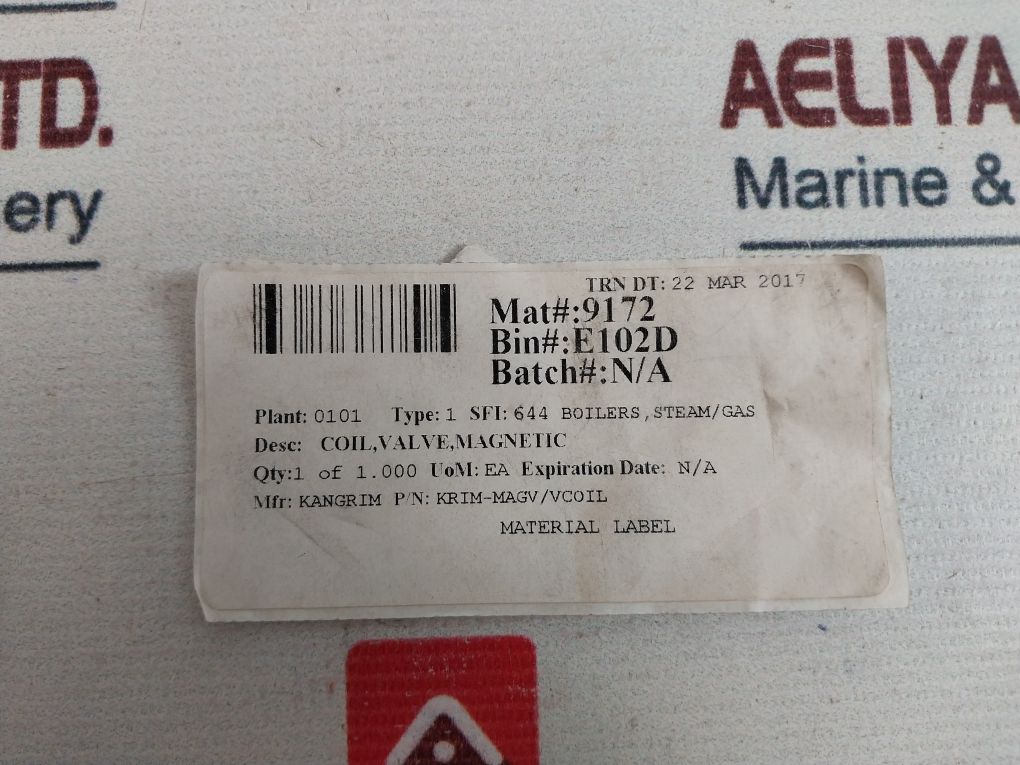 TD.
ery
AELIYA
Marine &
TRN DT: 22 MAR 2017
Mat#:9172
Bin#:E102D
Batch#:N/A
Plant: 0101 Type: 1 SFI: 644 BOILERS,STEAM/GAS
Desc: COIL,VALVE,MAGNETIC
Qty:1 of 1.000 UoM: EA Expiration Date: N/A
Mfr: KANGRIM P/N: KRIM-MAGV/VCOIL
MATERIAL LABEL